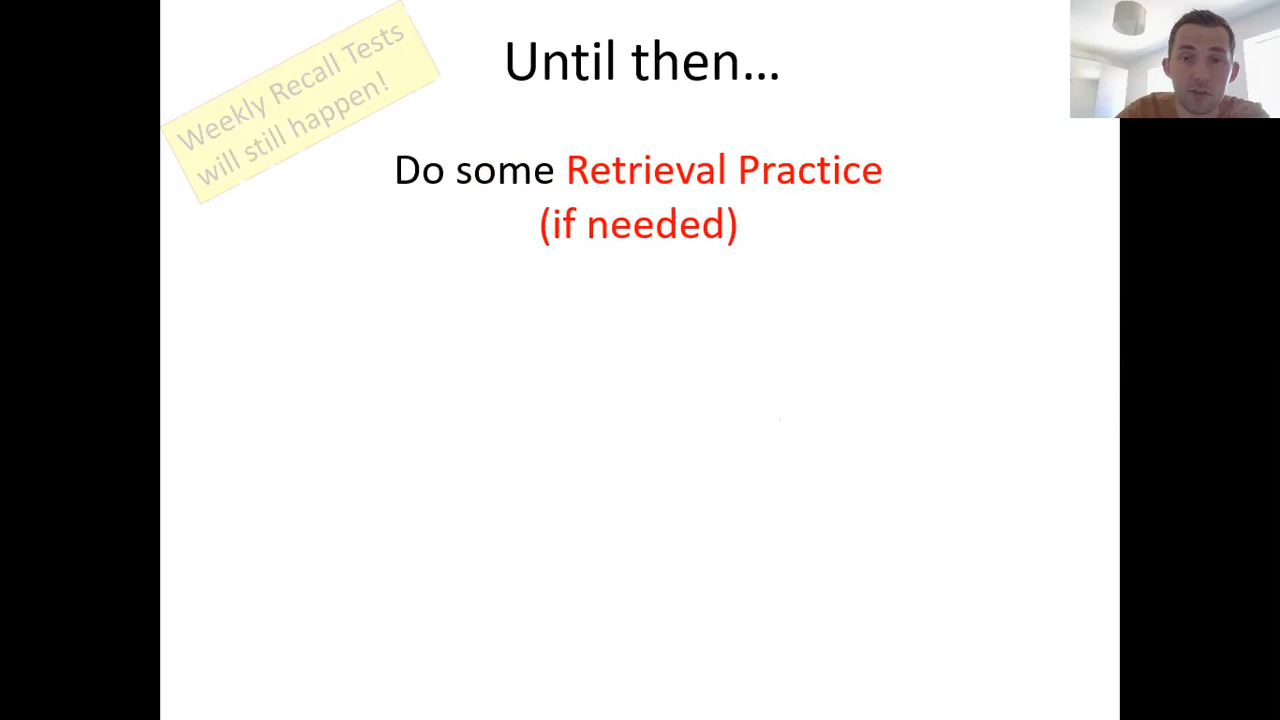 Weekly Recall Tests
will still happen!
Until then...
Do some Retrieval Practice
(if needed)